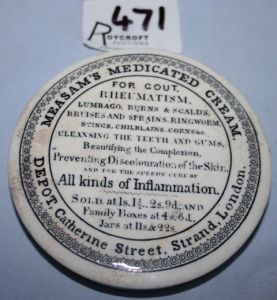 471
ROYCROFT
AUCTIONS
MEASAM'S MEDICATED CREAM.
FOR GOUT,
RHEUMATISM,
LUMBAGO, BURNS & SCALDS,
BRUISES AND SPRAINS, RINGWORM,
STINGS, CHILBLAINS, CORNS &c.
CLEANSING THE TEETH AND GUMS.
Beautifying the Complexion,
Preventing Discolouration of the Skin,
AND FOR THE SPEEDY CURE OF
All kinds of Inflammation.
SOLD at 1s. 1½., 2s. 9d., AND
Family Boxes at 4s/6d.,
Jars at 11s & 22s.
DEPOT, Catherine Street, Strand, London.